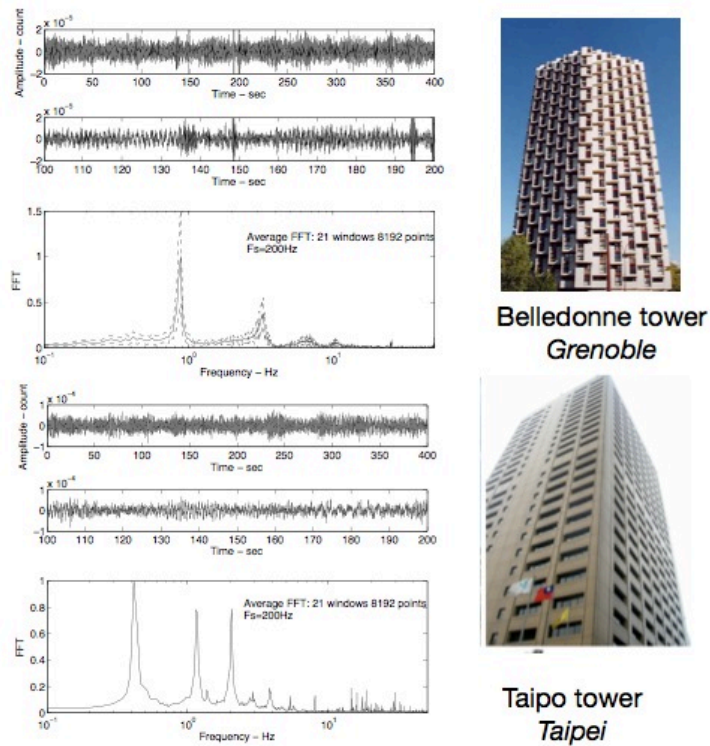 x 10⁻⁵
Amplitude – count
2
0
−2
0 50 100 150 200 250 300 350 400
Time – sec
x 10⁻⁵
2
0
−2
100 110 120 130 140 150 160 170 180 190 200
Time – sec
1.5
1
0.5
0
FFT
Average FFT: 21 windows 8192 points
Fs=200Hz
10⁻¹ 10⁰ 10¹
Frequency – Hz
Belledonne tower
Grenoble
x 10⁻⁴
Amplitude – count
1
0
−1
0 50 100 150 200 250 300 350 400
Time – sec
x 10⁻⁴
1
0
−1
100 110 120 130 140 150 160 170 180 190 200
Time – sec
1
0.8
0.6
0.4
0.2
0
FFT
Average FFT: 21 windows 8192 points
Fs=200Hz
10⁻¹ 10⁰ 10¹
Frequency – Hz
Taipo tower
Taipei